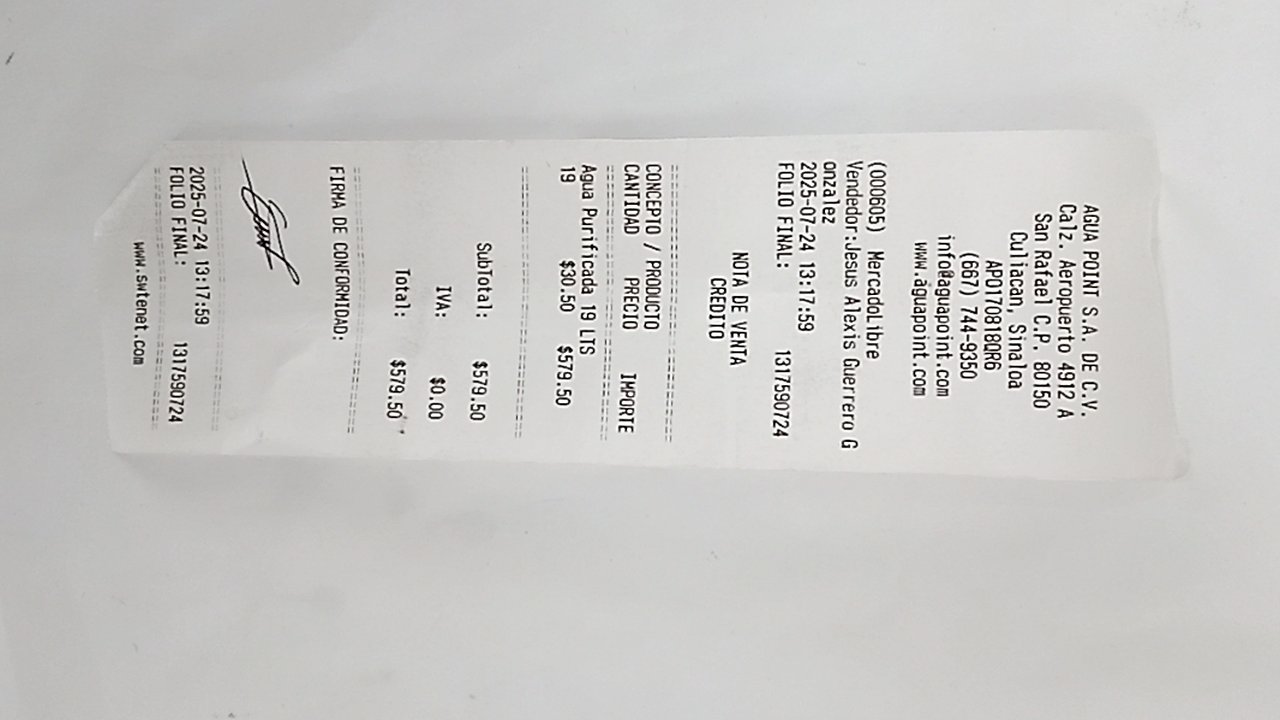 AGUA POINT S.A. DE C.V.
Calz. Aeropuerto 4912 A
San Rafael C.P. 80150
Culiacan, Sinaloa
APO170818QR6
(667) 744-9350
info@aguapoint.com
www.aguapoint.com
(000605) MercadoLibre
Vendedor:Jesus Alexis Guerrero G
onzalez
2025-07-24 13:17:59
FOLIO FINAL: 1317590724
NOTA DE VENTA
CREDITO
CONCEPTO / PRODUCTO
CANTIDAD PRECIO IMPORTE
Agua Purificada 19 LTS
19 $30.50 $579.50
SubTotal: $579.50
IVA: $0.00
Total: $579.50
FIRMA DE CONFORMIDAD:
2025-07-24 13:17:59
FOLIO FINAL: 1317590724
www.swtenet.com